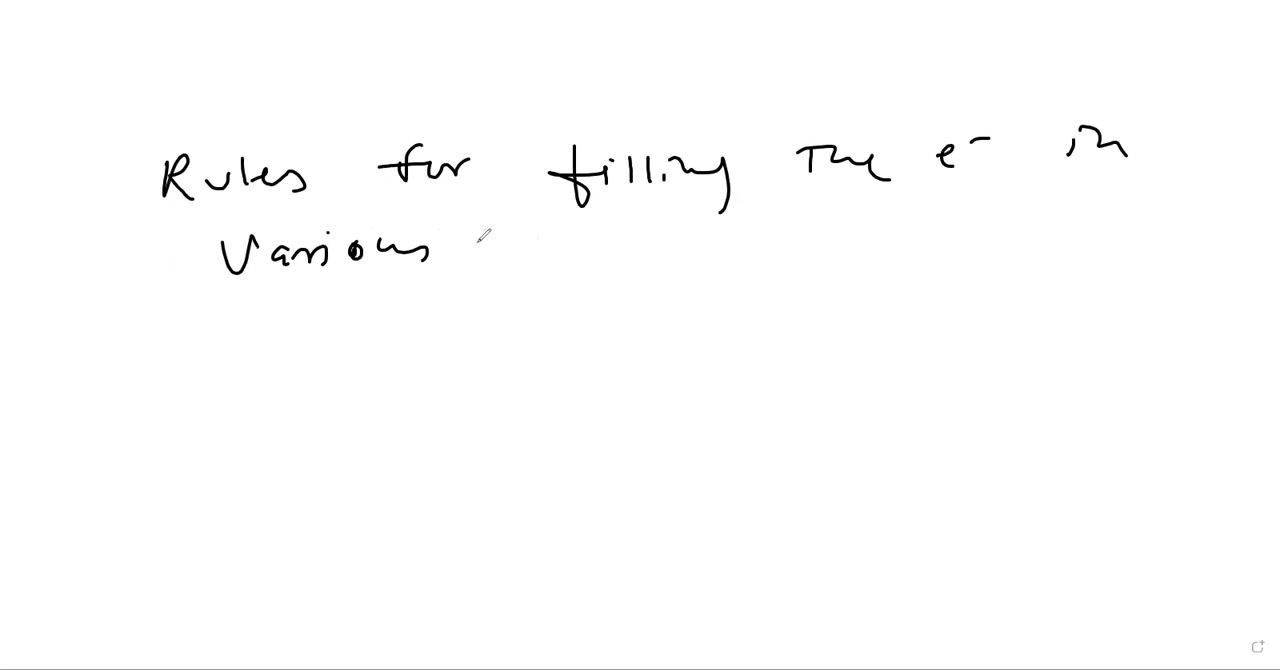 Rules for filling The e⁻ in
Various